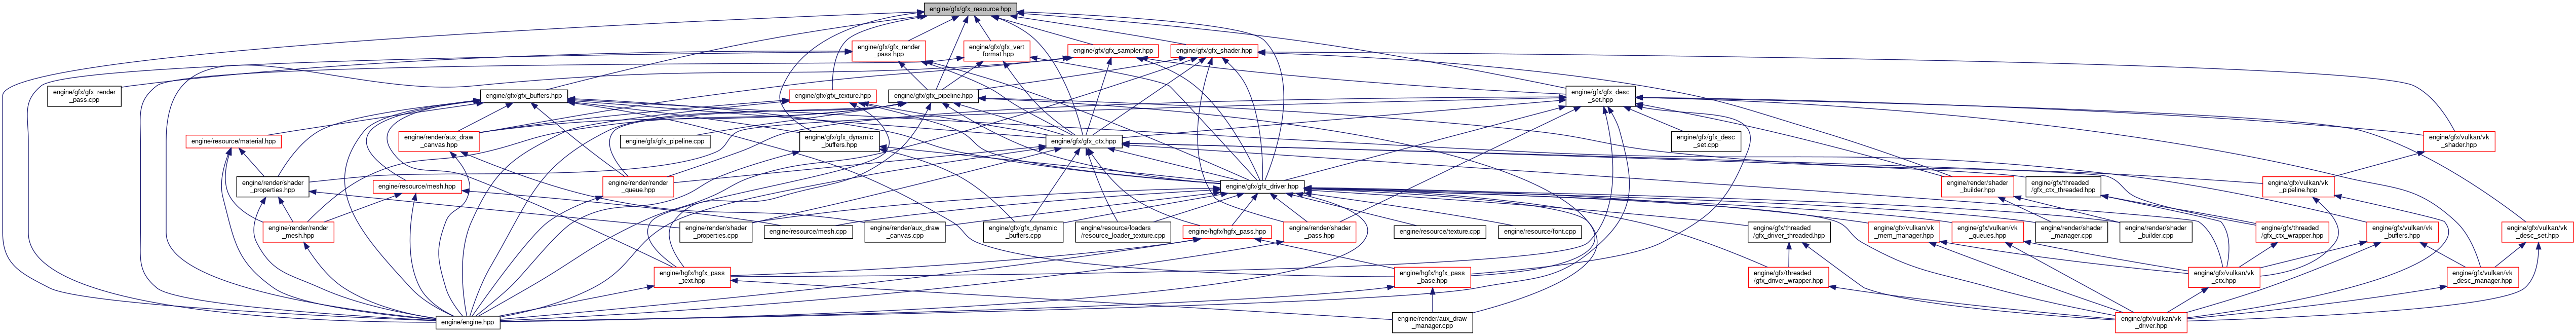 engine/gfx/gfx_resource.hpp
engine/gfx/gfx_render
_pass.hpp
engine/gfx/gfx_vert
_format.hpp
engine/gfx/gfx_sampler.hpp
engine/gfx/gfx_shader.hpp
engine/gfx/gfx_render
_pass.cpp
engine/gfx/gfx_buffers.hpp
engine/gfx/gfx_texture.hpp
engine/gfx/gfx_pipeline.hpp
engine/gfx/gfx_desc
_set.hpp
engine/resource/material.hpp
engine/render/aux_draw
_canvas.hpp
engine/gfx/gfx_pipeline.cpp
engine/gfx/gfx_dynamic
_buffers.hpp
engine/gfx/gfx_ctx.hpp
engine/gfx/gfx_desc
_set.cpp
engine/gfx/vulkan/vk
_shader.hpp
engine/render/shader
_properties.hpp
engine/resource/mesh.hpp
engine/render/render
_queue.hpp
engine/gfx/gfx_driver.hpp
engine/render/shader
_builder.hpp
engine/gfx/threaded
/gfx_ctx_threaded.hpp
engine/gfx/vulkan/vk
_pipeline.hpp
engine/render/render
_mesh.hpp
engine/render/shader
_properties.cpp
engine/resource/mesh.cpp
engine/render/aux_draw
_canvas.cpp
engine/gfx/gfx_dynamic
_buffers.cpp
engine/resource/loaders
/resource_loader_texture.cpp
engine/hgfx/hgfx_pass.hpp
engine/render/shader
_pass.hpp
engine/resource/texture.cpp
engine/resource/font.cpp
engine/gfx/threaded
/gfx_driver_threaded.hpp
engine/gfx/vulkan/vk
_mem_manager.hpp
engine/gfx/vulkan/vk
_queues.hpp
engine/render/shader
_manager.cpp
engine/render/shader
_builder.cpp
engine/gfx/threaded
/gfx_ctx_wrapper.hpp
engine/gfx/vulkan/vk
_buffers.hpp
engine/gfx/vulkan/vk
_desc_set.hpp
engine/hgfx/hgfx_pass
_text.hpp
engine/hgfx/hgfx_pass
_base.hpp
engine/gfx/threaded
/gfx_driver_wrapper.hpp
engine/gfx/vulkan/vk
_ctx.hpp
engine/gfx/vulkan/vk
_desc_manager.hpp
engine/engine.hpp
engine/render/aux_draw
_manager.cpp
engine/gfx/vulkan/vk
_driver.hpp